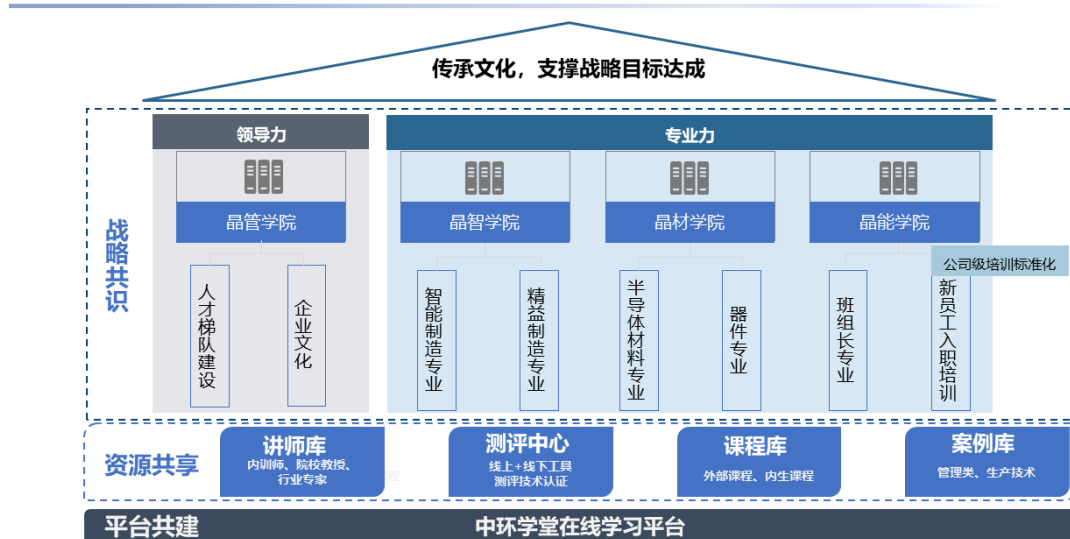 传承文化，支撑战略目标达成
战略共识
领导力
专业力
晶管学院
晶智学院
晶材学院
晶能学院
公司级培训标准化
人才梯队建设
企业文化
智能制造专业
精益制造专业
半导体材料专业
器件专业
班组长专业
新员工入职培训
资源共享
讲师库
内训师、院校教授、
行业专家
测评中心
线上+线下工具
测评技术认证
课程库
外部课程、内生课程
案例库
管理类、生产技术
平台共建
中环学堂在线学习平台